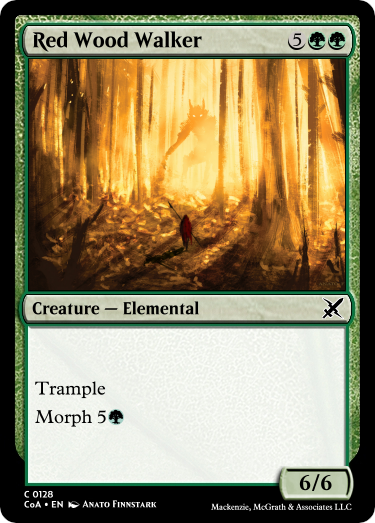 Red Wood Walker 5
Creature — Elemental
Trample
Morph 5
6/6
C 0128
CoA • EN Anato Finnstark
Mackenzie, McGrath & Associates LLC